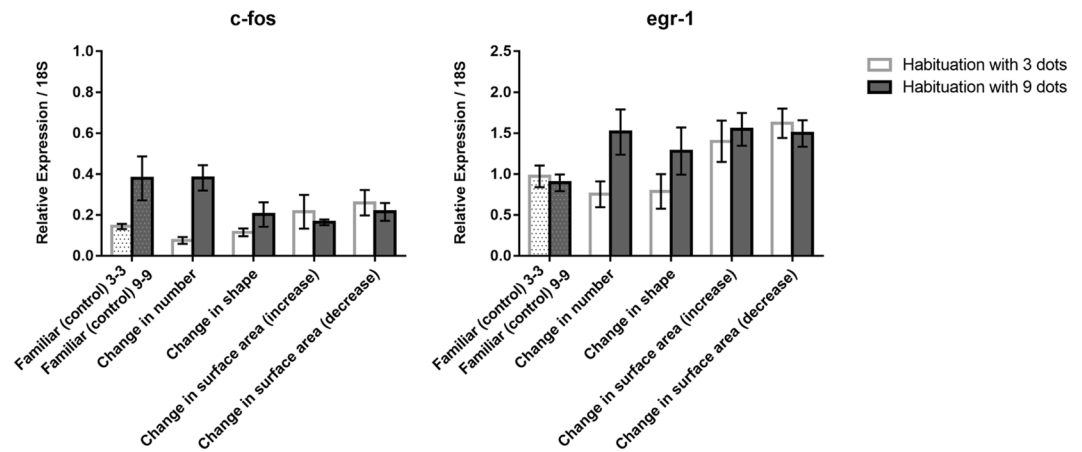 c-fos
Relative Expression / 18S
1.0
0.8
0.6
0.4
0.2
0.0
Familiar (control) 3-3
Familiar (control) 9-9
Change in number
Change in shape
Change in surface area (increase)
Change in surface area (decrease)
egr-1
Relative Expression / 18S
2.5
2.0
1.5
1.0
0.5
0.0
Familiar (control) 3-3
Familiar (control) 9-9
Change in number
Change in shape
Change in surface area (increase)
Change in surface area (decrease)
Habituation with 3 dots
Habituation with 9 dots